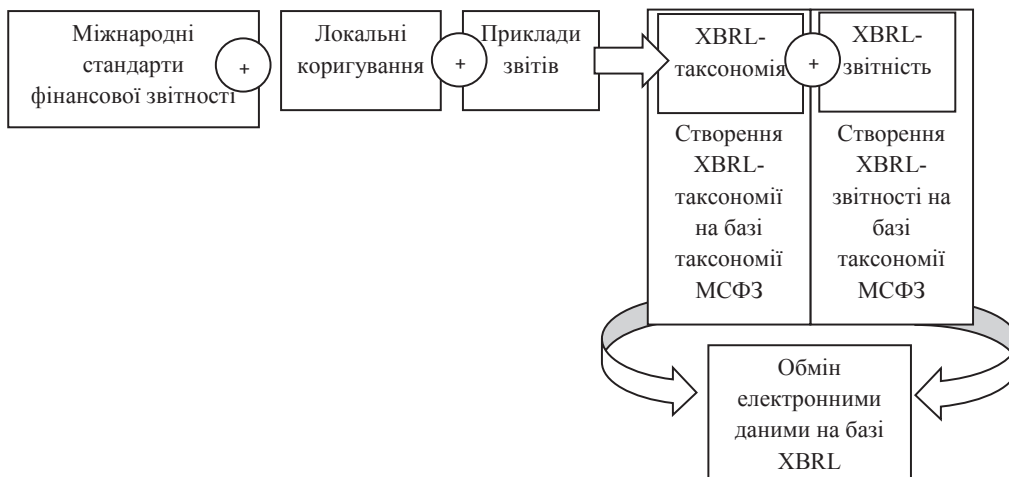 Міжнародні
стандарти
фінансової звітності
+
Локальні
коригування
+
Приклади
звітів
XBRL-
таксономія
+
XBRL-
звітність
Створення
XBRL-
таксономії
на базі
таксономії
МСФЗ
Створення
XBRL-
звітності на
базі
таксономії
МСФЗ
Обмін
електронними
даними на базі
XBRL